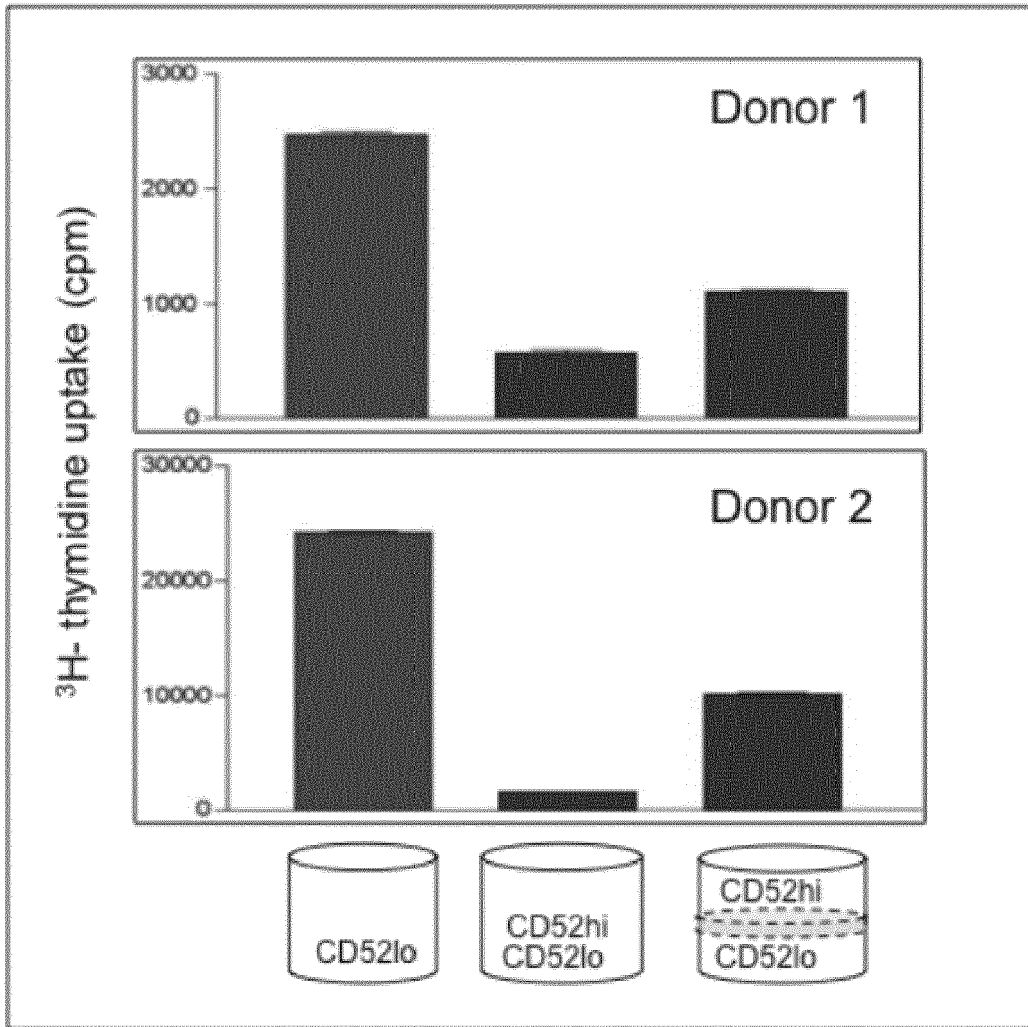 3000
Donor 1
2000
1000
0
³H- thymidine uptake (cpm)
30000
Donor 2
20000
10000
0
CD52lo
CD52hi
CD52lo
CD52hi
CD52lo